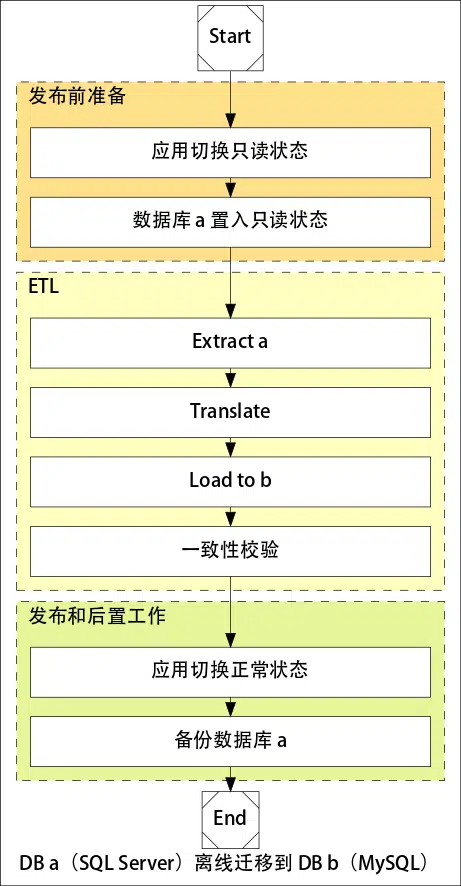 Start
发布前准备
应用切换只读状态
数据库 a 置入只读状态
ETL
Extract a
Translate
Load to b
一致性校验
发布和后置工作
应用切换正常状态
备份数据库 a
End
DB a（SQL Server）离线迁移到 DB b（MySQL）